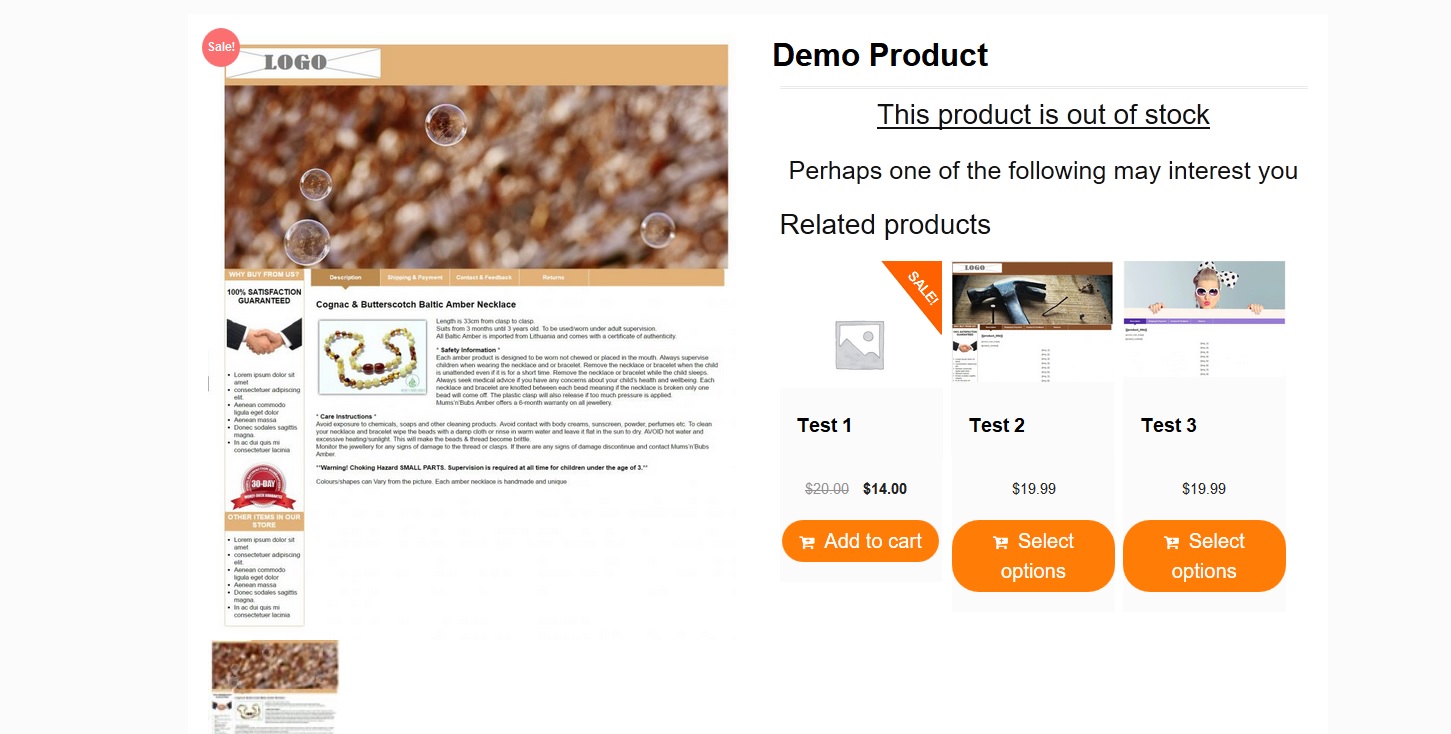 Sale!
LOGO
WHY BUY FROM US?
100% SATISFACTION
GUARANTEED
Lorem ipsum dolor sit
amet
consectetuer adipiscing
elit.
Aenean commodo
ligula eget dolor
Aenean massa
Donec sodales sagittis
magna.
In ac dui quis mi
consectetuer lacinia
30-DAY
MONEY BACK GUARANTEE
OTHER ITEMS IN OUR
STORE
Lorem ipsum dolor sit
amet
consectetuer adipiscing
elit.
Aenean commodo
ligula eget dolor
Aenean massa
Donec sodales sagittis
magna.
In ac dui quis mi
consectetuer lacinia
Description Shipping & Payment Contact & Feedback Returns
Cognac & Butterscotch Baltic Amber Necklace
Length is 33cm from clasp to clasp.
Suits from 3 months until 3 years old. To be used/worn under adult supervision.
All Baltic Amber is imported from Lithuania and comes with a certificate of authenticity.
* Safety Information *
Each amber product is designed to be worn not chewed or placed in the mouth. Always supervise
children when wearing the necklace and or bracelet. Remove the necklace or bracelet when the child
is unattended even if it is for a short time. Remove the necklace or bracelet while the child sleeps.
Always seek medical advice if you have any concerns about your child's health and wellbeing. Each
necklace and bracelet are knotted between each bead meaning if the necklace is broken only one
bead will come off. The plastic clasp will also release if too much pressure is applied.
Mums'n'Bubs Amber offers a 6-month warranty on all jewellery.
* Care Instructions *
Avoid exposure to chemicals, soaps and other cleaning products. Avoid contact with body creams, sunscreen, powder, perfumes etc. To clean
your necklace and bracelet wipe the beads with a damp cloth or rinse in warm water and leave it flat in the sun to dry. AVOID hot water and
excessive heating/sunlight. This will make the beads & thread become brittle.
Monitor the jewellery for any signs of damage to the thread or clasps. If there are any signs of damage discontinue and contact Mums'n'Bubs
Amber.
**Warning! Choking Hazard SMALL PARTS. Supervision is required at all time for children under the age of 3.**
Colours/shapes can Vary from the picture. Each amber necklace is handmade and unique
Demo Product
This product is out of stock
Perhaps one of the following may interest you
Related products
SALE!
Test 1
$20.00 $14.00
Add to cart
Test 2
$19.99
Select
options
Test 3
$19.99
Select
options